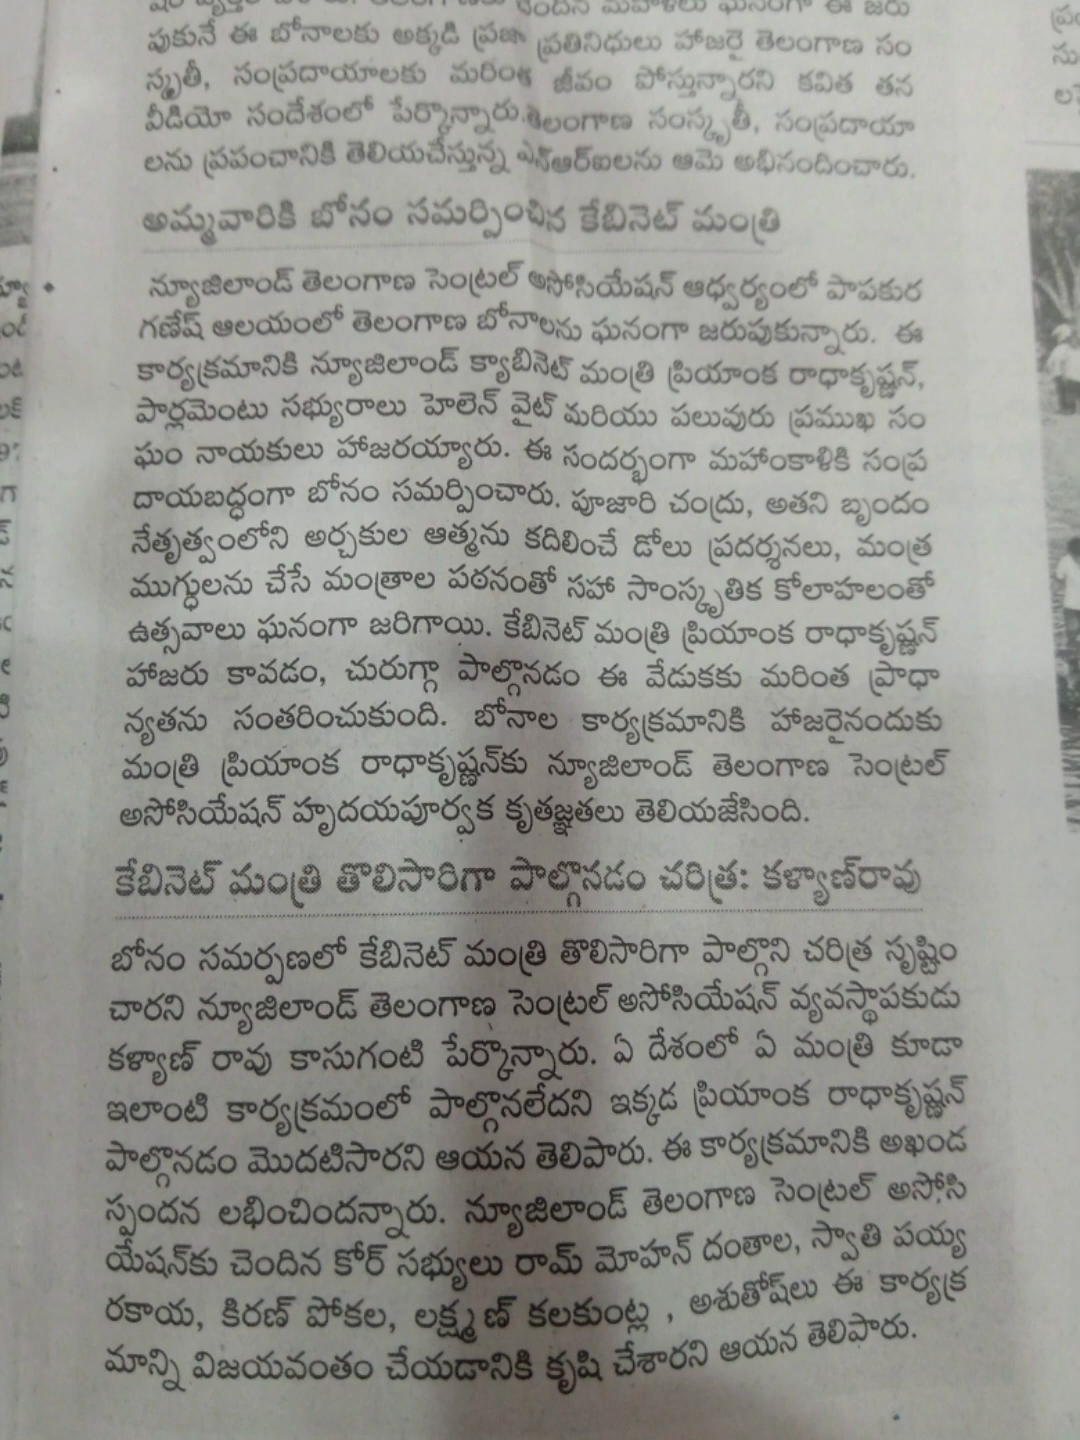 చెందిన మహిళలు ఘనంగా ఈ జరు
పుకునే ఈ బోనాలకు అక్కడి ప్రజా ప్రతినిధులు హాజరై తెలంగాణ సం
స్కృతీ, సంప్రదాయాలకు మరింత జీవం పోస్తున్నారని కవిత తన
వీడియో సందేశంలో పేర్కొన్నారు.తెలంగాణ సంస్కృతీ, సంప్రదాయా
లను ప్రపంచానికి తెలియచేస్తున్న ఎన్ఆర్ఐలను ఆమె అభినందించారు.
అమ్మవారికి బోనం సమర్పించిన కేబినెట్ మంత్రి
న్యూజిలాండ్ తెలంగాణ సెంట్రల్ అసోసియేషన్ ఆధ్వర్యంలో పాపకుర
గణేష్ ఆలయంలో తెలంగాణ బోనాలను ఘనంగా జరుపుకున్నారు. ఈ
కార్యక్రమానికి న్యూజిలాండ్ క్యాబినెట్ మంత్రి ప్రియాంక రాధాకృష్ణన్,
పార్లమెంటు సభ్యురాలు హెలెన్ వైట్ మరియు పలువురు ప్రముఖ సం
ఘం నాయకులు హాజరయ్యారు. ఈ సందర్భంగా మహాంకాళికి సంప్ర
దాయబద్ధంగా బోనం సమర్పించారు. పూజారి చంద్రు, అతని బృందం
నేతృత్వంలోని అర్చకుల ఆత్మను కదిలించే డోలు ప్రదర్శనలు, మంత్ర
ముగ్ధులను చేసే మంత్రాల పఠనంతో సహా సాంస్కృతిక కోలాహలంతో
ఉత్సవాలు ఘనంగా జరిగాయి. కేబినెట్ మంత్రి ప్రియాంక రాధాకృష్ణన్
హాజరు కావడం, చురుగ్గా పాల్గొనడం ఈ వేడుకకు మరింత ప్రాధా
న్యతను సంతరించుకుంది. బోనాల కార్యక్రమానికి హాజరైనందుకు
మంత్రి ప్రియాంక రాధాకృష్ణన్‌కు న్యూజిలాండ్ తెలంగాణ సెంట్రల్
అసోసియేషన్ హృదయపూర్వక కృతజ్ఞతలు తెలియజేసింది.
కేబినెట్ మంత్రి తొలిసారిగా పాల్గొనడం చరిత్ర: కళ్యాణ్‌రావు
బోనం సమర్పణలో కేబినెట్ మంత్రి తొలిసారిగా పాల్గొని చరిత్ర సృష్టిం
చారని న్యూజిలాండ్ తెలంగాణ సెంట్రల్ అసోసియేషన్ వ్యవస్థాపకుడు
కళ్యాణ్ రావు కాసుగంటి పేర్కొన్నారు. ఏ దేశంలో ఏ మంత్రి కూడా
ఇలాంటి కార్యక్రమంలో పాల్గొనలేదని ఇక్కడ ప్రియాంక రాధాకృష్ణన్
పాల్గొనడం మొదటిసారని ఆయన తెలిపారు. ఈ కార్యక్రమానికి అఖండ
స్పందన లభించిందన్నారు. న్యూజిలాండ్ తెలంగాణ సెంట్రల్ అసోసి
యేషన్‌కు చెందిన కోర్ సభ్యులు రామ్ మోహన్ దంతాల, స్వాతి పయ్య
రకాయ, కిరణ్ పోకల, లక్ష్మణ్ కలకుంట్ల , అశుతోష్‌లు ఈ కార్యక్ర
మాన్ని విజయవంతం చేయడానికి కృషి చేశారని ఆయన తెలిపారు.